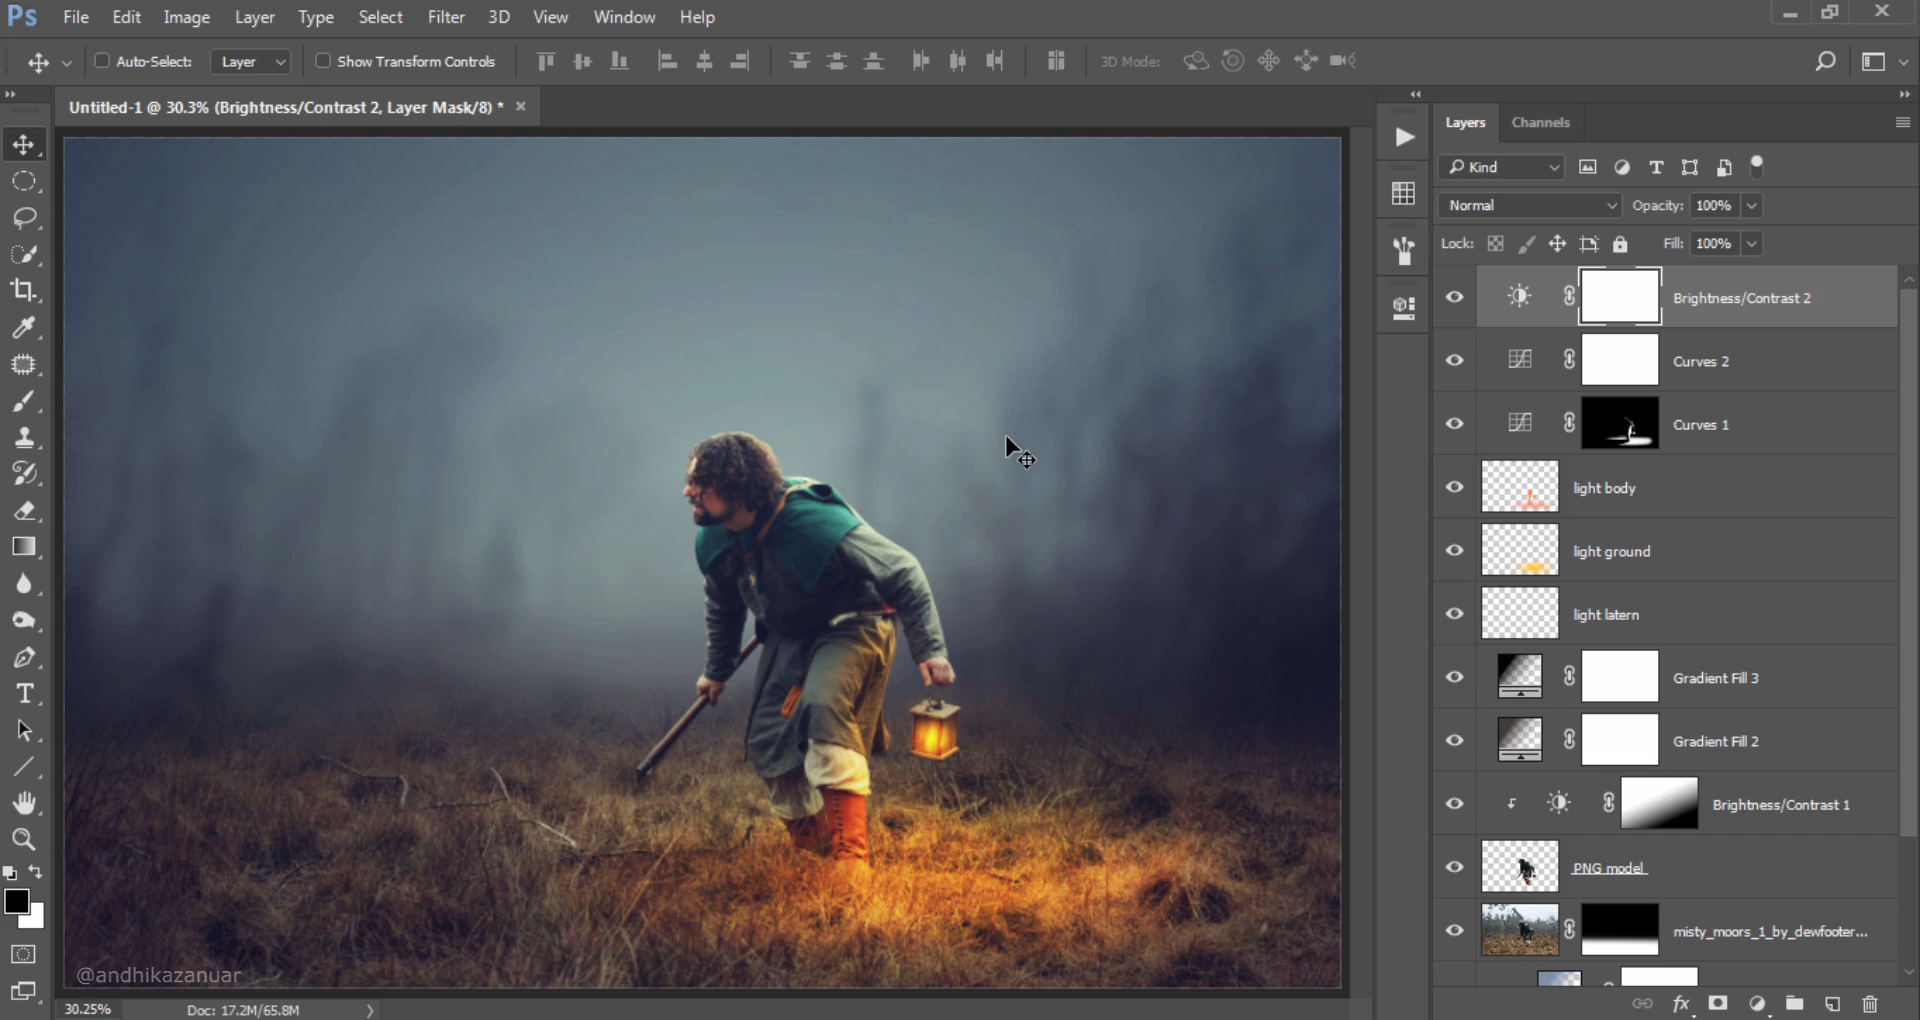 Ps File Edit Image Layer Type Select Filter 3D View Window Help
Auto-Select: Layer Show Transform Controls 3D Mode:
Untitled-1 @ 30.3% (Brightness/Contrast 2, Layer Mask/8) *
Layers Channels
Kind
Normal Opacity: 100%
Lock: Fill: 100%
Brightness/Contrast 2
Curves 2
Curves 1
light body
light ground
light latern
Gradient Fill 3
Gradient Fill 2
Brightness/Contrast 1
PNG model
misty_moors_1_by_dewfooter...
@andhikazanuar
30.25% Doc: 17.2M/65.8M
fx